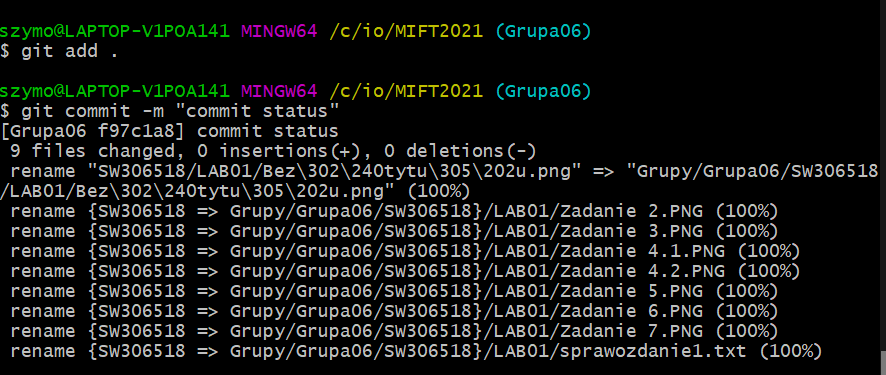 szymo@LAPTOP-V1POA141 MINGW64 /c/io/MIFT2021 (Grupa06)
$ git add .
szymo@LAPTOP-V1POA141 MINGW64 /c/io/MIFT2021 (Grupa06)
$ git commit -m "commit status"
[Grupa06 f97c1a8] commit status
 9 files changed, 0 insertions(+), 0 deletions(-)
 rename "SW306518/LAB01/Bez\302\240tytu\305\202u.png" => "Grupy/Grupa06/SW306518
/LAB01/Bez\302\240tytu\305\202u.png" (100%)
 rename {SW306518 => Grupy/Grupa06/SW306518}/LAB01/Zadanie 2.PNG (100%)
 rename {SW306518 => Grupy/Grupa06/SW306518}/LAB01/Zadanie 3.PNG (100%)
 rename {SW306518 => Grupy/Grupa06/SW306518}/LAB01/Zadanie 4.1.PNG (100%)
 rename {SW306518 => Grupy/Grupa06/SW306518}/LAB01/Zadanie 4.2.PNG (100%)
 rename {SW306518 => Grupy/Grupa06/SW306518}/LAB01/Zadanie 5.PNG (100%)
 rename {SW306518 => Grupy/Grupa06/SW306518}/LAB01/Zadanie 6.PNG (100%)
 rename {SW306518 => Grupy/Grupa06/SW306518}/LAB01/Zadanie 7.PNG (100%)
 rename {SW306518 => Grupy/Grupa06/SW306518}/LAB01/sprawozdanie1.txt (100%)